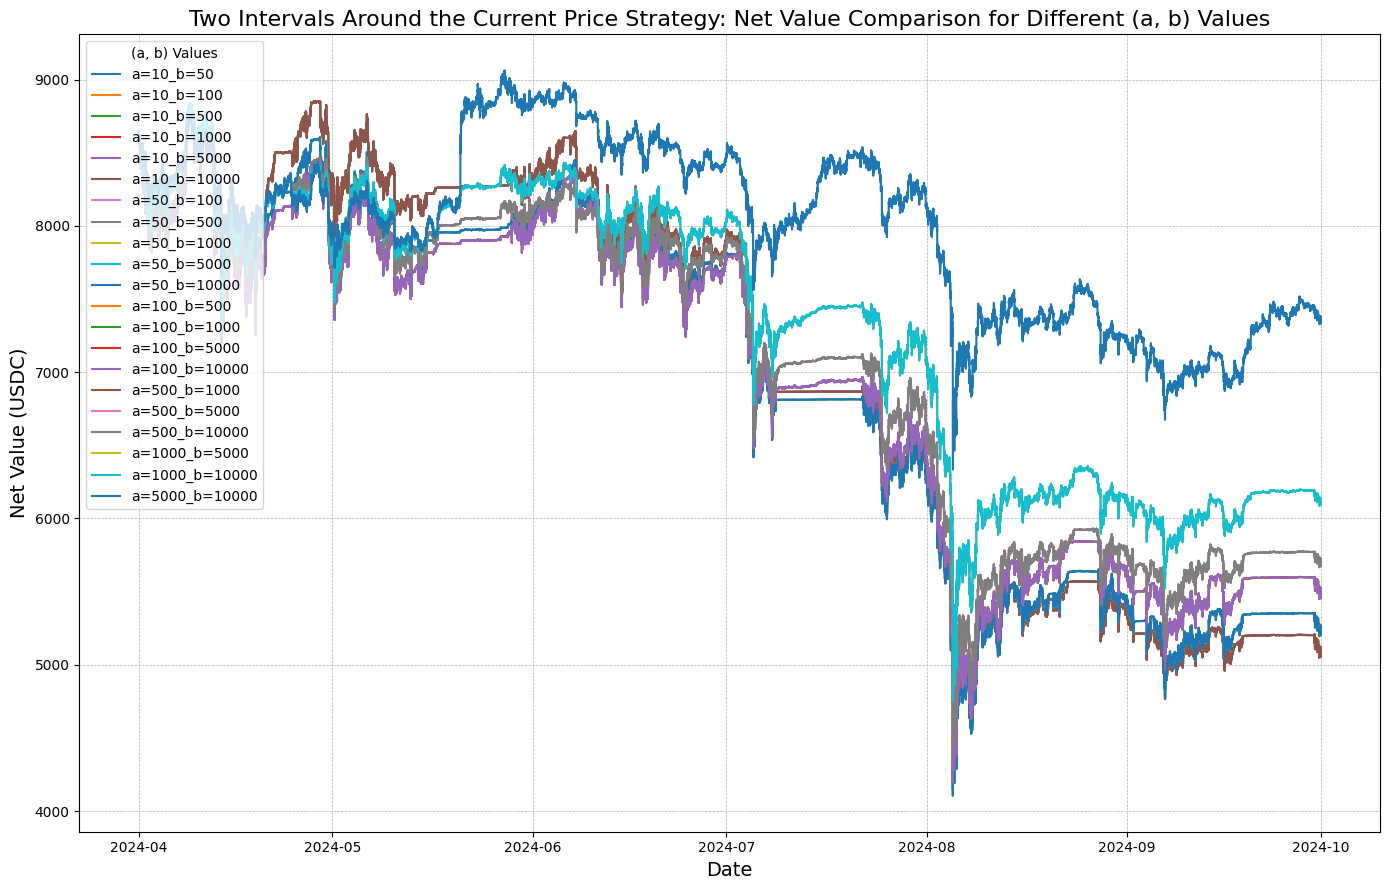 Two Intervals Around the Current Price Strategy: Net Value Comparison for Different (a, b) Values
(a, b) Values
a=10_b=50
a=10_b=100
a=10_b=500
a=10_b=1000
a=10_b=5000
a=10_b=10000
a=50_b=100
a=50_b=500
a=50_b=1000
a=50_b=5000
a=50_b=10000
a=100_b=500
a=100_b=1000
a=100_b=5000
a=100_b=10000
a=500_b=1000
a=500_b=5000
a=500_b=10000
a=1000_b=5000
a=1000_b=10000
a=5000_b=10000
Net Value (USDC)
9000
8000
7000
6000
5000
4000
2024-04
2024-05
2024-06
2024-07
2024-08
2024-09
2024-10
Date